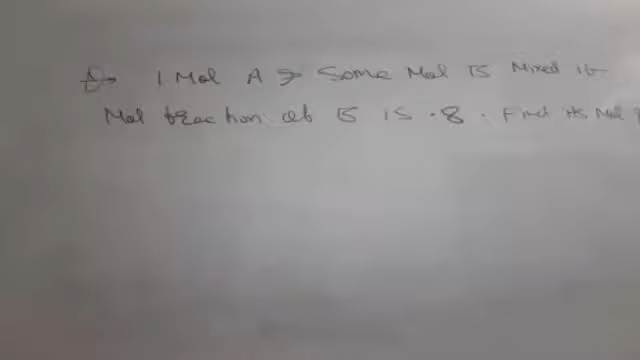 Q→ 1 Mol A & Some Mol B Mixed if
Mol fraction of B is .8. Find its Mol